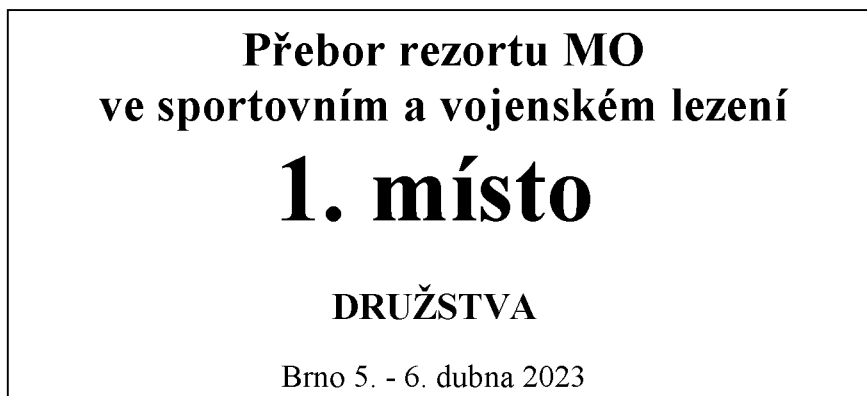 Přebor rezortu MO
ve sportovním a vojenském lezení
1. místo
DRUŽSTVA
Brno 5. - 6. dubna 2023